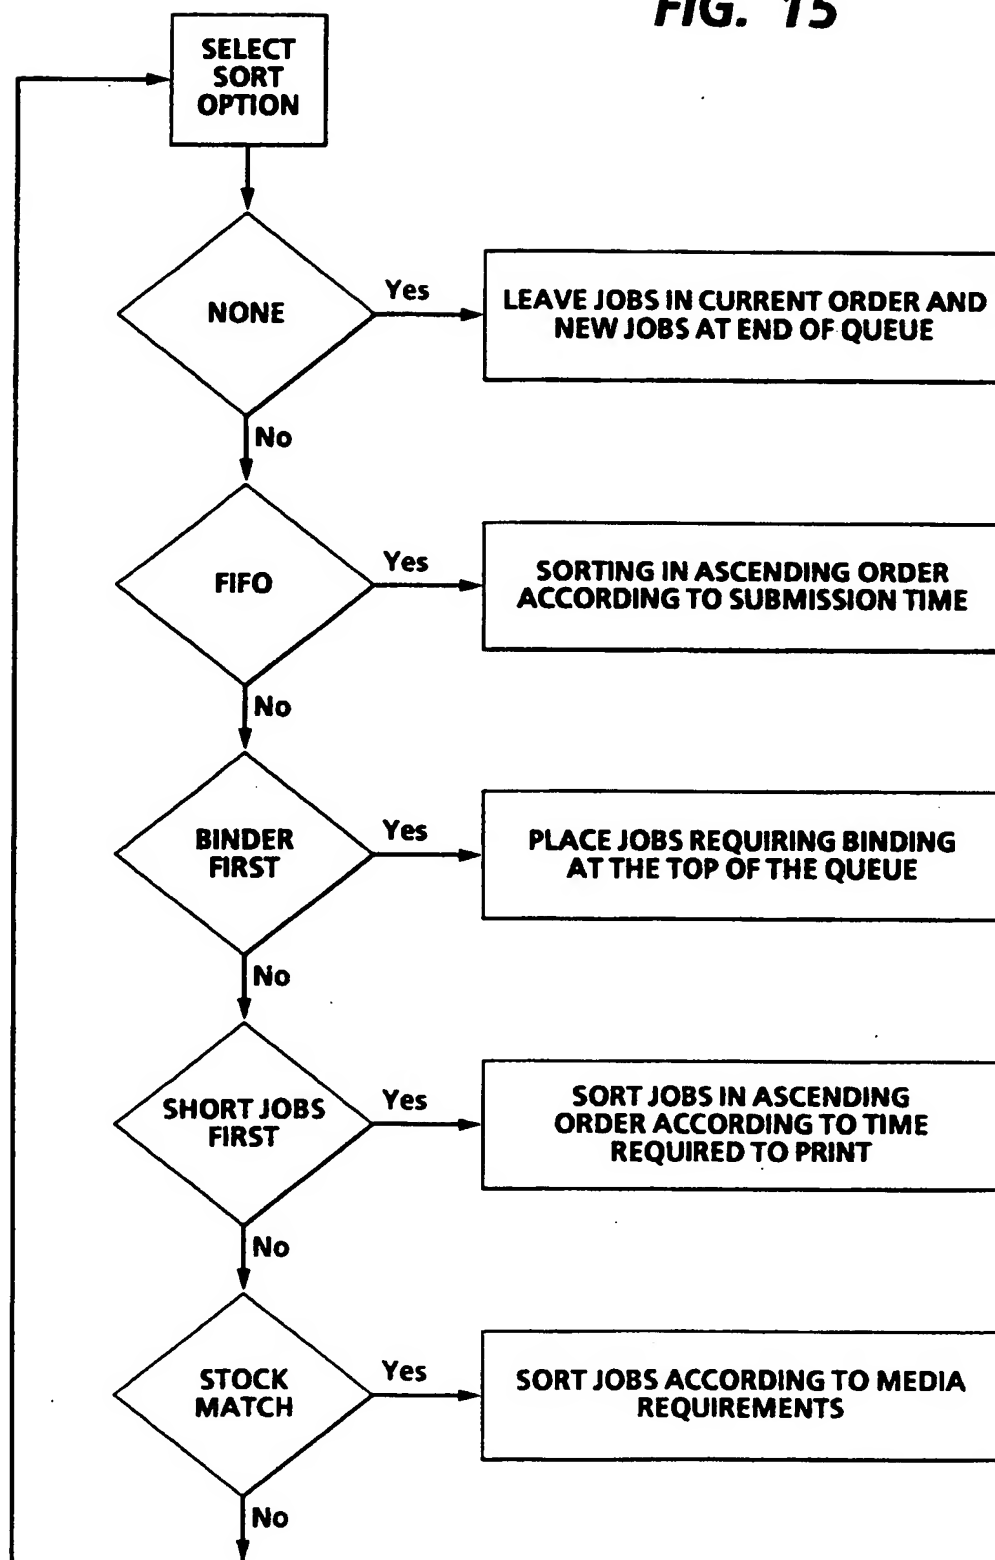 FIG. 15
SELECT
SORT
OPTION
NONE
Yes
LEAVE JOBS IN CURRENT ORDER AND
NEW JOBS AT END OF QUEUE
No
FIFO
Yes
SORTING IN ASCENDING ORDER
ACCORDING TO SUBMISSION TIME
No
BINDER
FIRST
Yes
PLACE JOBS REQUIRING BINDING
AT THE TOP OF THE QUEUE
No
SHORT JOBS
FIRST
Yes
SORT JOBS IN ASCENDING
ORDER ACCORDING TO TIME
REQUIRED TO PRINT
No
STOCK
MATCH
Yes
SORT JOBS ACCORDING TO MEDIA
REQUIREMENTS
No